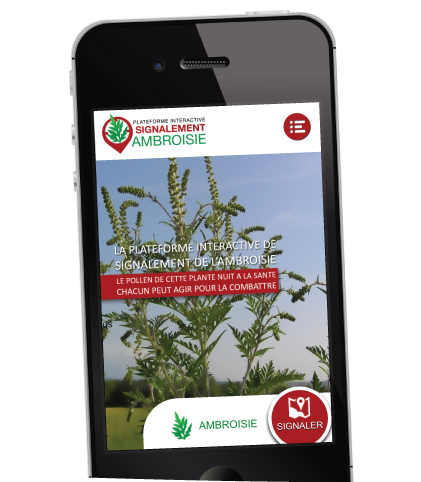 PLATEFORME INTERACTIVE
SIGNALEMENT
AMBROISIE
LA PLATEFORME INTERACTIVE DE
SIGNALEMENT DE L'AMBROISIE
LE POLLEN DE CETTE PLANTE NUIT A LA SANTE
CHACUN PEUT AGIR POUR LA COMBATTRE
AMBROISIE
SIGNALER